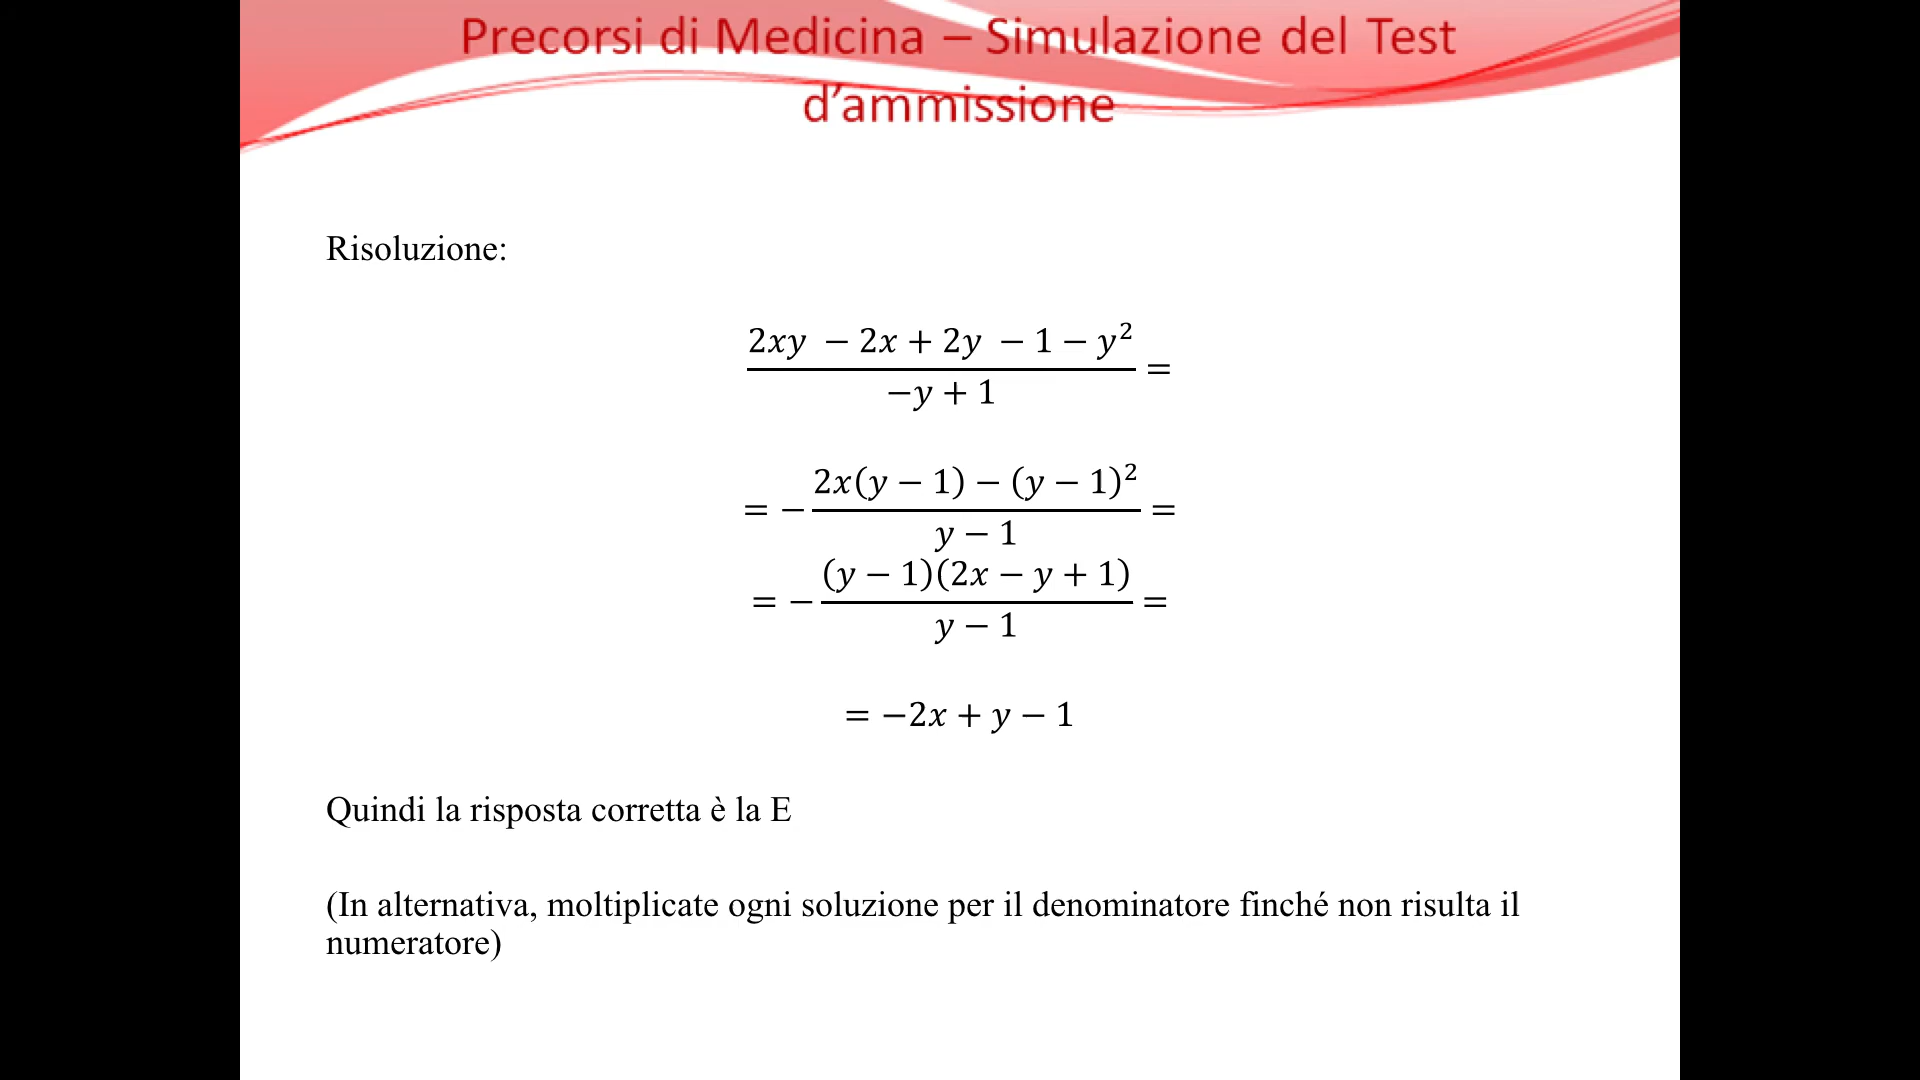 Precorsi di Medicina – Simulazione del Test
d'ammissione
Risoluzione:
2xy − 2x + 2y − 1 − y²
−y + 1
=
= − 2x(y − 1) − (y − 1)²
y − 1
=
= − (y − 1)(2x − y + 1)
y − 1
=
= −2x + y − 1
Quindi la risposta corretta è la E
(In alternativa, moltiplicate ogni soluzione per il denominatore finché non risulta il
numeratore)